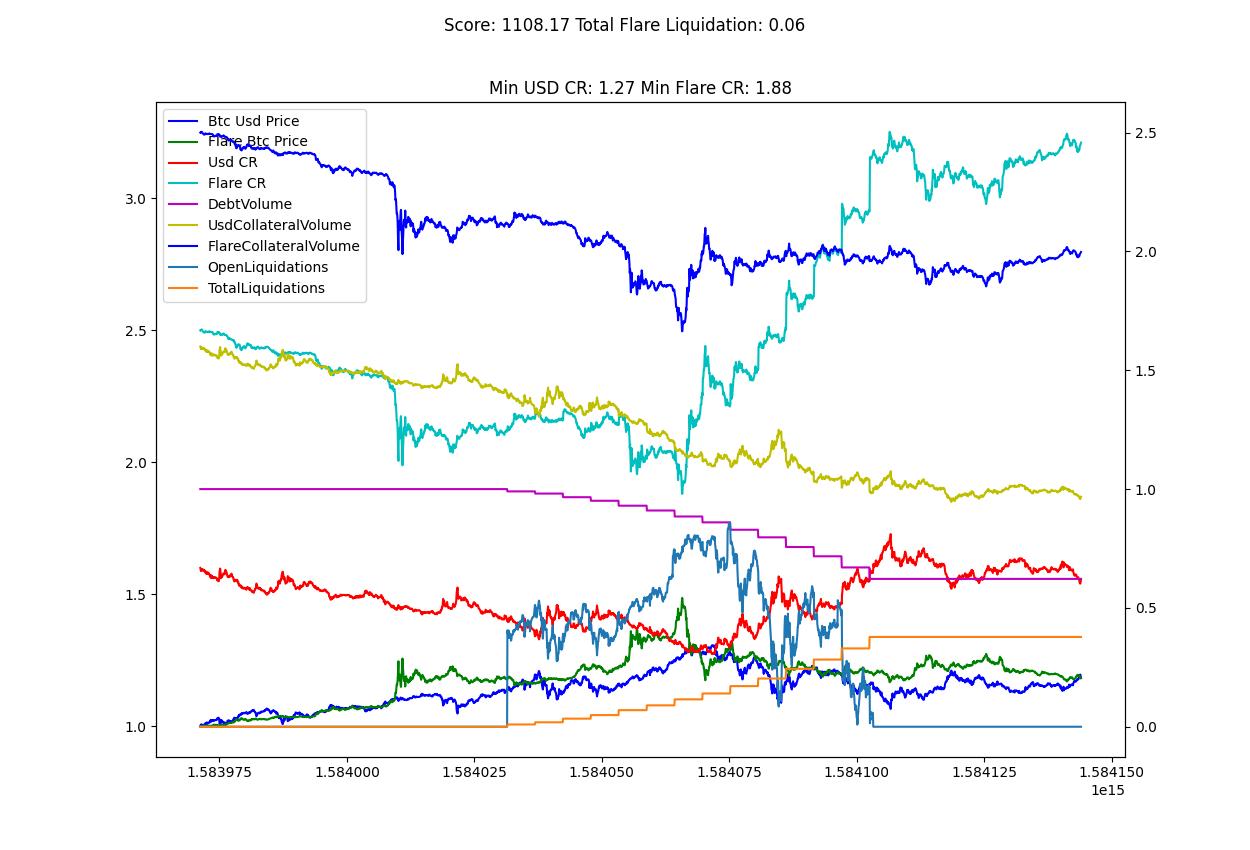 Score: 1108.17 Total Flare Liquidation: 0.06
Min USD CR: 1.27 Min Flare CR: 1.88
Btc Usd Price
Flare Btc Price
Usd CR
Flare CR
DebtVolume
UsdCollateralVolume
FlareCollateralVolume
OpenLiquidations
TotalLiquidations
3.0
2.5
2.0
1.5
1.0
2.5
2.0
1.5
1.0
0.5
0.0
1.583975 1.584000 1.584025 1.584050 1.584075 1.584100 1.584125 1.584150
1e15